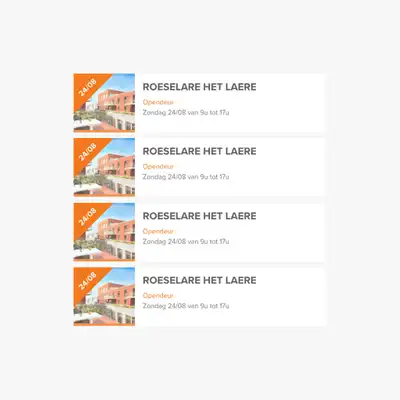 24/08
ROESELARE HET LAERE
Opendeur
Zondag 24/08 van 9u tot 17u
24/08
ROESELARE HET LAERE
Opendeur
Zondag 24/08 van 9u tot 17u
24/08
ROESELARE HET LAERE
Opendeur
Zondag 24/08 van 9u tot 17u
24/08
ROESELARE HET LAERE
Opendeur
Zondag 24/08 van 9u tot 17u